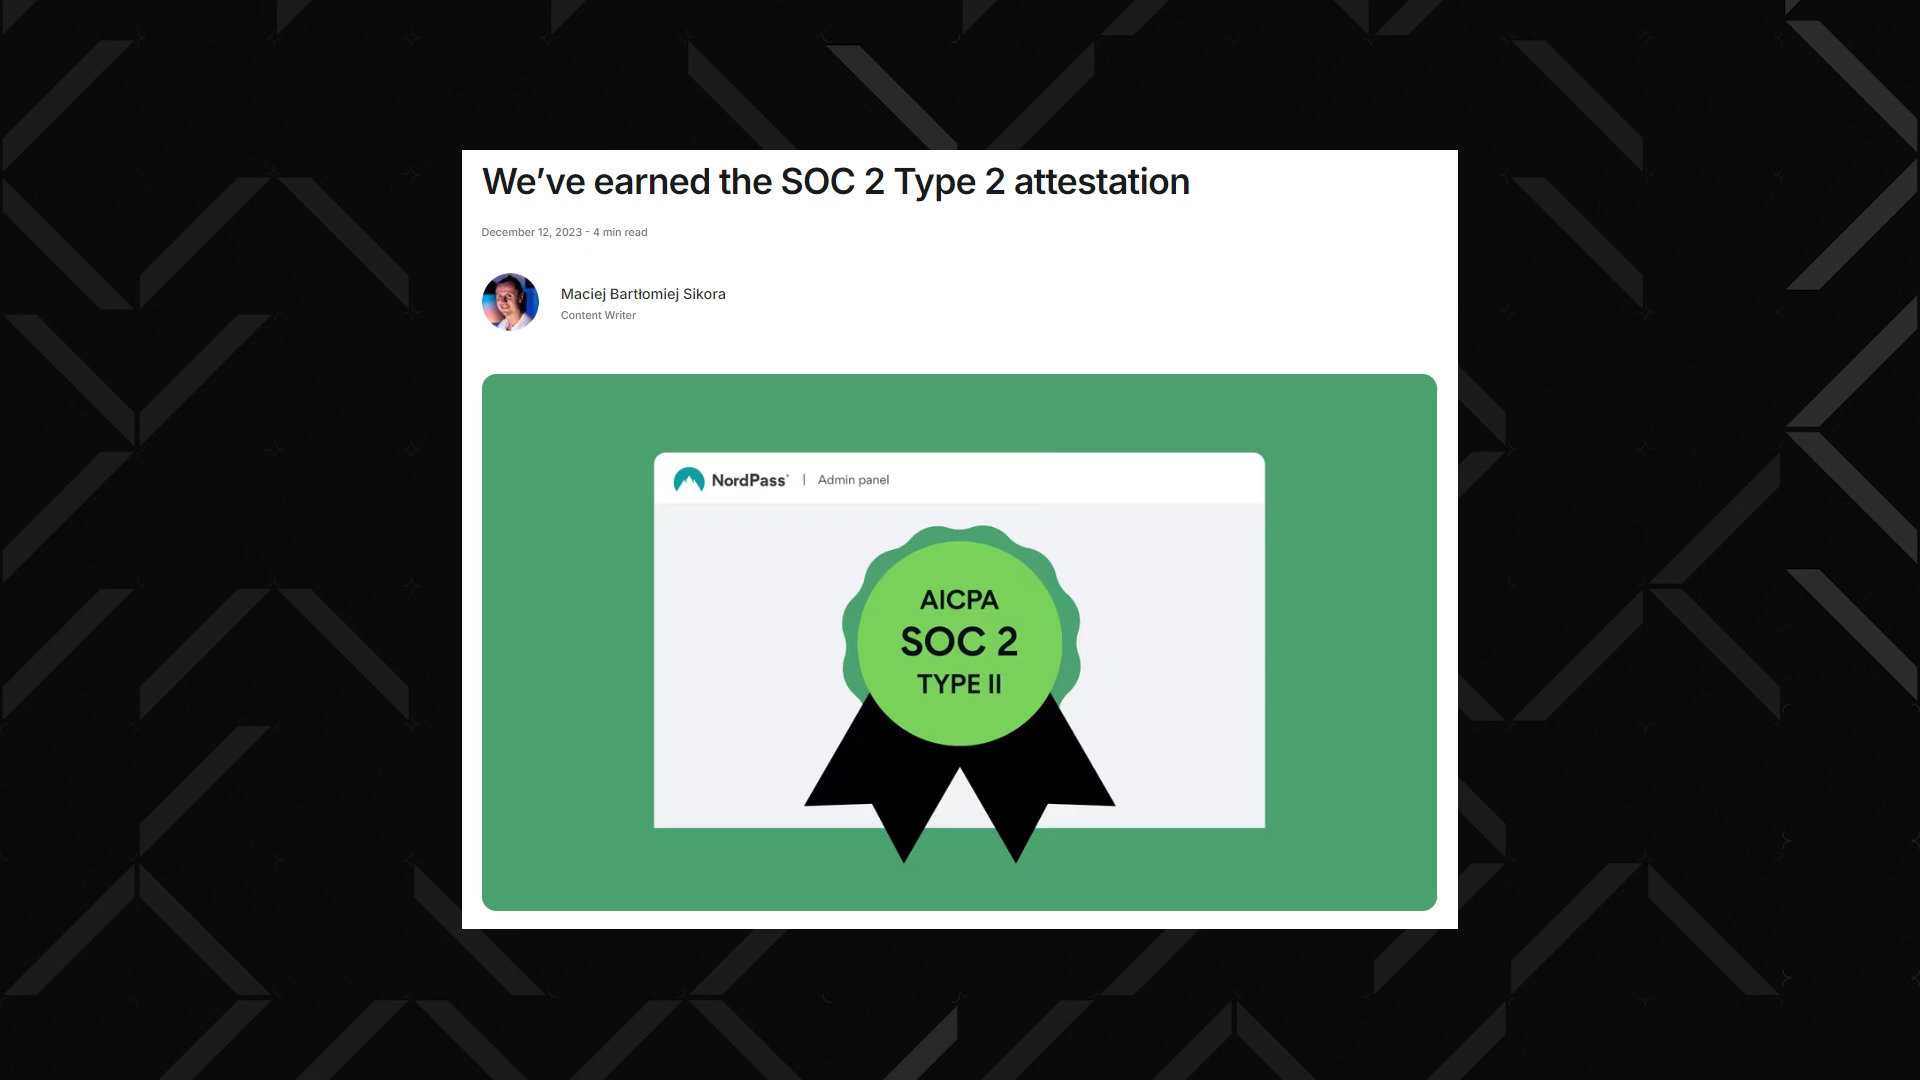 We’ve earned the SOC 2 Type 2 attestation
December 12, 2023 - 4 min read
Maciej Bartłomiej Sikora
Content Writer
NordPass® | Admin panel
AICPA
SOC 2
TYPE II